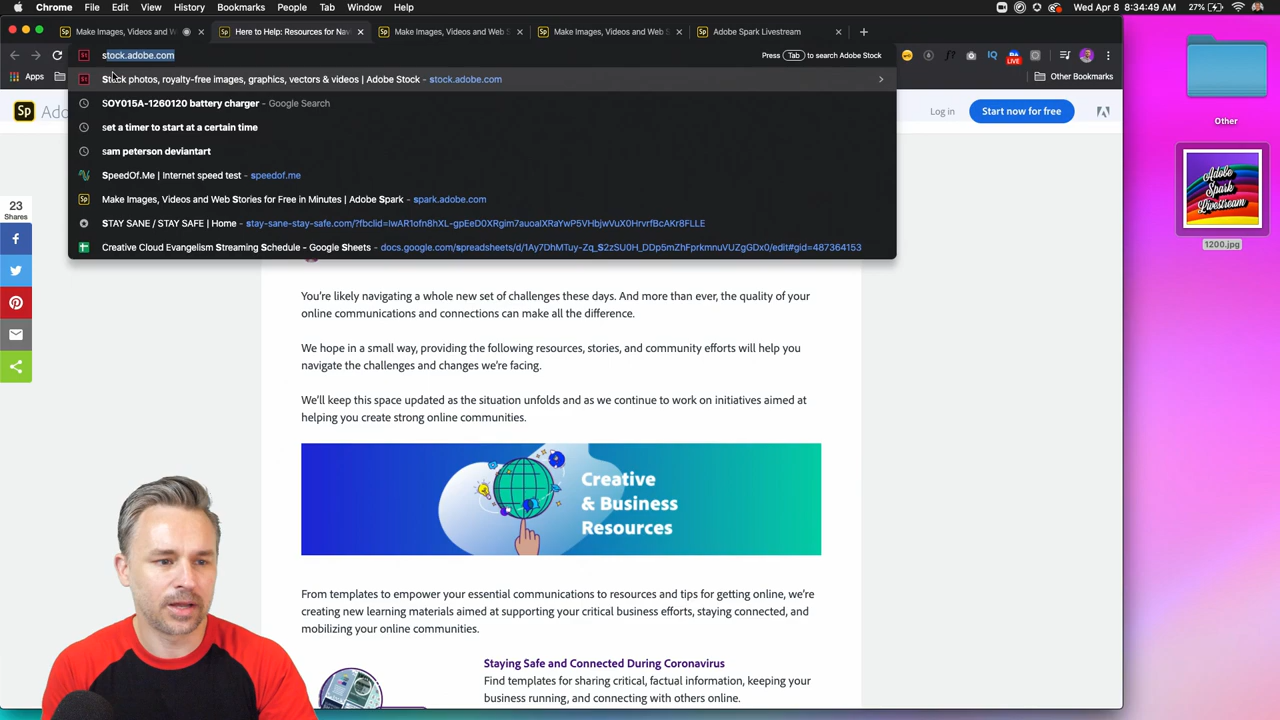 Chrome File Edit View History Bookmarks People Tab Window Help
Wed Apr 8 8:34:49 AM 27%
Make Images, Videos and W
Here to Help: Resources for Nav
Make Images, Videos and Web S
Make Images, Videos and Web S
Adobe Spark Livestream
stock.adobe.com
Press Tab to search Adobe Stock
IQ
LIVE
Apps
Other Bookmarks
Stock photos, royalty-free images, graphics, vectors & videos | Adobe Stock - stock.adobe.com
SOY015A-1260120 battery charger - Google Search
set a timer to start at a certain time
sam peterson deviantart
SpeedOf.Me | Internet speed test - speedof.me
Make Images, Videos and Web Stories for Free in Minutes | Adobe Spark - spark.adobe.com
STAY SANE / STAY SAFE | Home - stay-sane-stay-safe.com/?fbclid=IwAR1ofn8hXL-gpEeD0XRgim7auoaIXRaYwP5VHbjwVuX0HrvrfBcAKr8FLLE
Creative Cloud Evangelism Streaming Schedule - Google Sheets - docs.google.com/spreadsheets/d/1Ay7DhMTuy-Zq_S2zSU0H_DDp5mZhFprkmnuVUZgGDx0/edit#gid=487364153
Sp
Log in
Start now for free
23
Shares
You're likely navigating a whole new set of challenges these days. And more than ever, the quality of your
online communications and connections can make all the difference.
We hope in a small way, providing the following resources, stories, and community efforts will help you
navigate the challenges and changes we're facing.
We'll keep this space updated as the situation unfolds and as we continue to work on initiatives aimed at
helping you create strong online communities.
Creative
& Business
Resources
From templates to empower your essential communications to resources and tips for getting online, we're
creating new learning materials aimed at supporting your critical business efforts, staying connected, and
mobilizing your online communities.
Staying Safe and Connected During Coronavirus
Find templates for sharing critical, factual information, keeping your
business running, and connecting with others online.
Other
Adobe
Spark
Livestream
1200.jpg